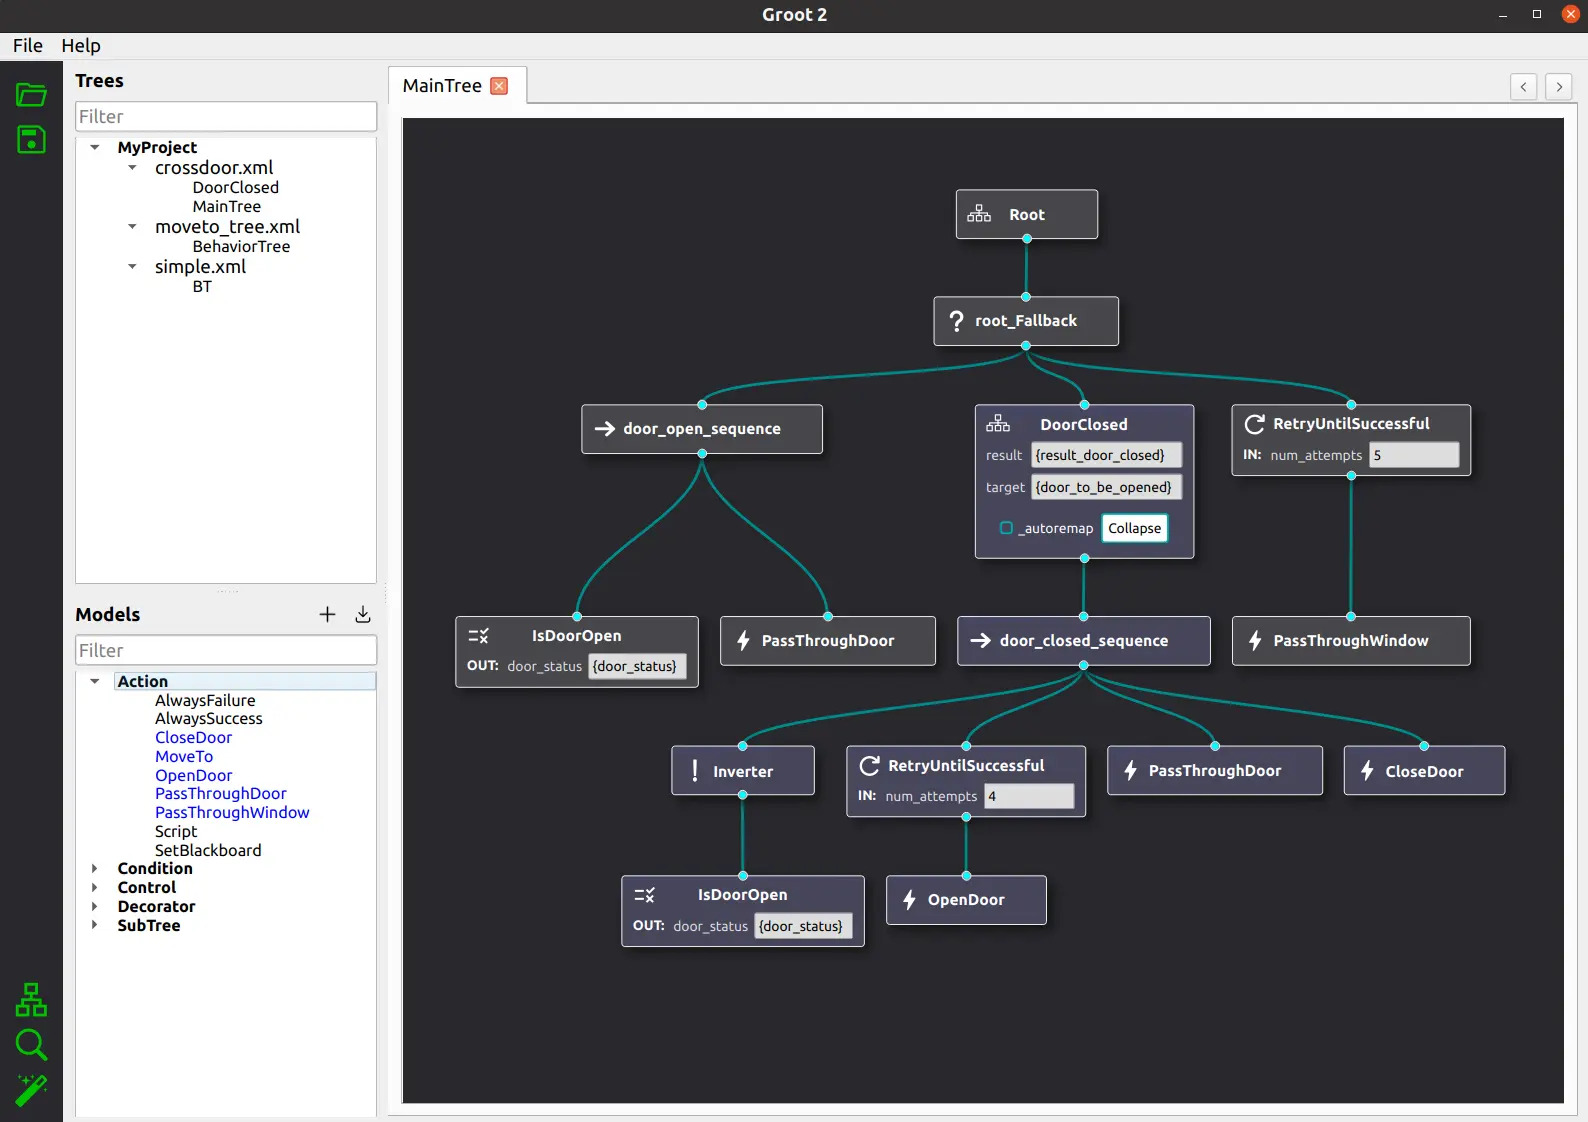 Groot 2
File Help
Trees
Filter
MyProject
crossdoor.xml
DoorClosed
MainTree
moveto_tree.xml
BehaviorTree
simple.xml
BT
Models
Filter
Action
AlwaysFailure
AlwaysSuccess
CloseDoor
MoveTo
OpenDoor
PassThroughDoor
PassThroughWindow
Script
SetBlackboard
Condition
Control
Decorator
SubTree
MainTree
Root
root_Fallback
door_open_sequence
DoorClosed
result {result_door_closed}
target {door_to_be_opened}
_autoremap Collapse
RetryUntilSuccessful
IN: num_attempts 5
IsDoorOpen
OUT: door_status {door_status}
PassThroughDoor
door_closed_sequence
PassThroughWindow
Inverter
RetryUntilSuccessful
IN: num_attempts 4
PassThroughDoor
CloseDoor
IsDoorOpen
OUT: door_status {door_status}
OpenDoor